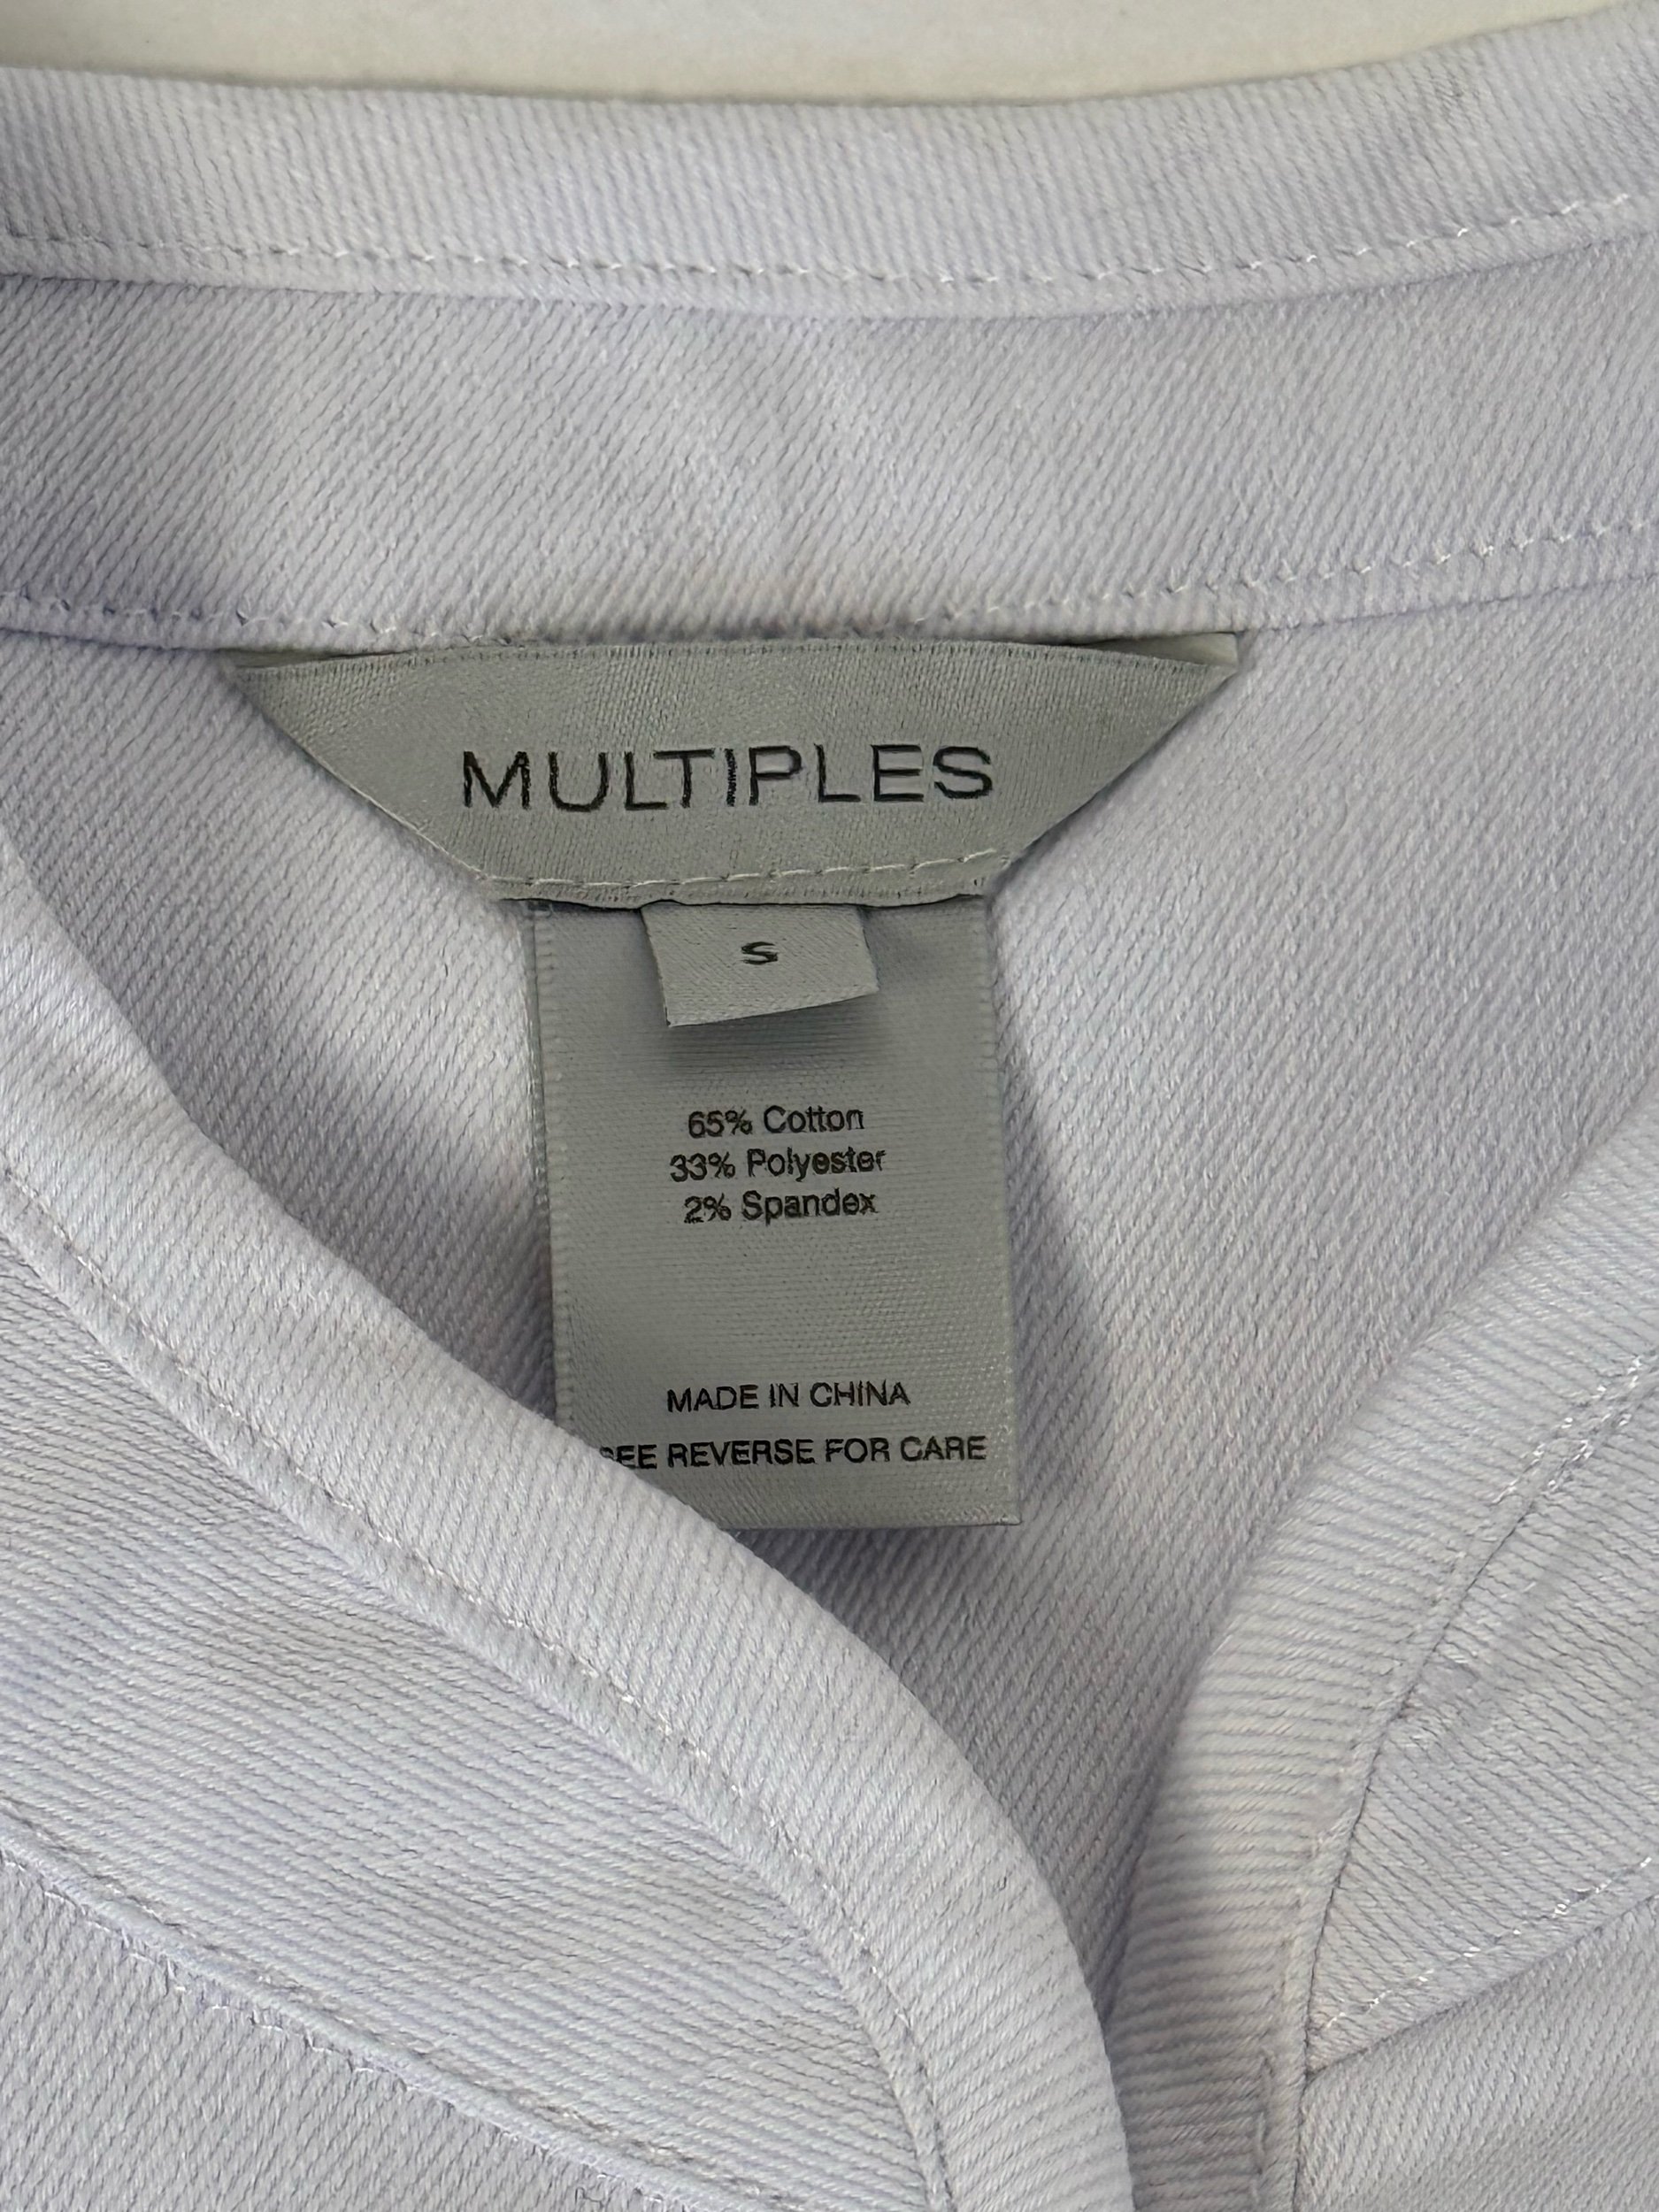 MULTIPLES
S
65% Cotton
33% Polyester
2% Spandex
MADE IN CHINA
SEE REVERSE FOR CARE